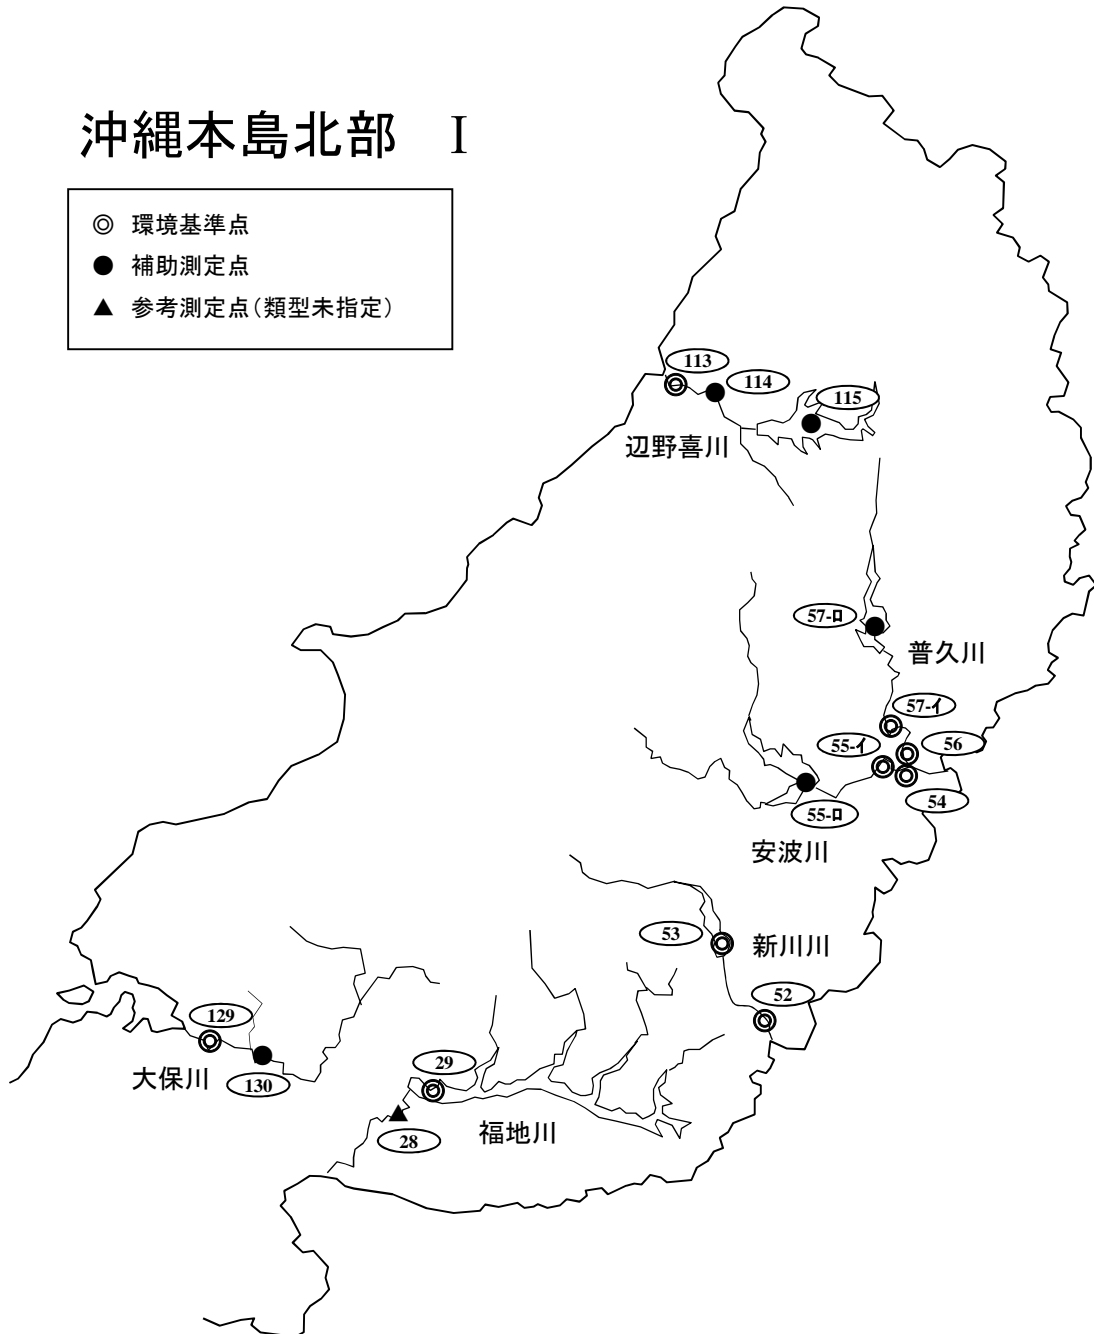 沖縄本島北部 Ⅰ
◎ 環境基準点
● 補助測定点
▲ 参考測定点(類型未指定)
113
114
115
辺野喜川
57-ロ
普久川
57-イ
55-イ
56
54
55-ロ
安波川
53
新川川
52
129
大保川
130
29
福地川
28